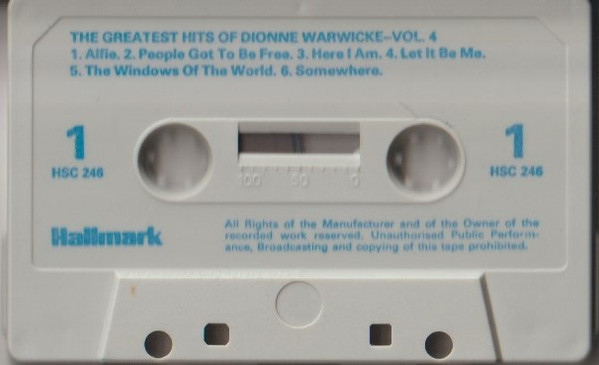 THE GREATEST HITS OF DIONNE WARWICKE–VOL. 4
1. Alfie. 2. People Got To Be Free. 3. Here I Am. 4. Let It Be Me.
5. The Windows Of The World. 6. Somewhere.
1
HSC 246
1
HSC 246
100 50 0
Hallmark
All Rights of the Manufacturer and of the Owner of the
recorded work reserved. Unauthorised Public Perform-
ance, Broadcasting and copying of this tape prohibited.